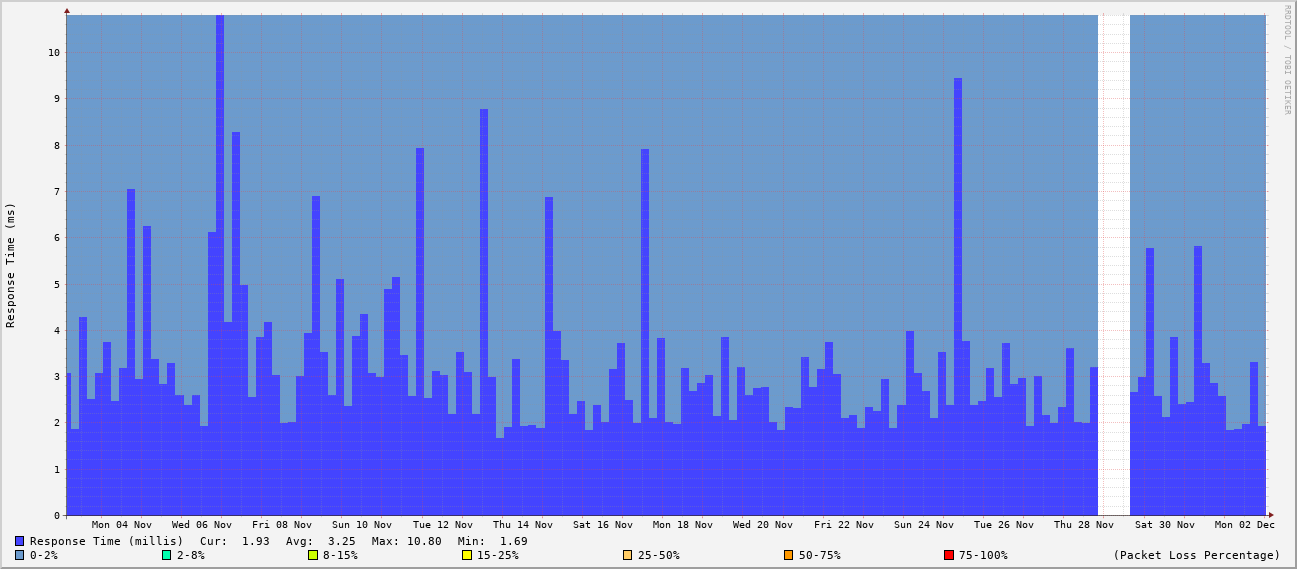 RRDTOOL / TOBI OETIKER
Response Time (ms)
10
9
8
7
6
5
4
3
2
1
0
Mon 04 Nov Wed 06 Nov Fri 08 Nov Sun 10 Nov Tue 12 Nov Thu 14 Nov Sat 16 Nov Mon 18 Nov Wed 20 Nov Fri 22 Nov Sun 24 Nov Tue 26 Nov Thu 28 Nov Sat 30 Nov Mon 02 Dec
Response Time (millis) Cur: 1.93 Avg: 3.25 Max: 10.80 Min: 1.69
0-2% 2-8% 8-15% 15-25% 25-50% 50-75% 75-100% (Packet Loss Percentage)